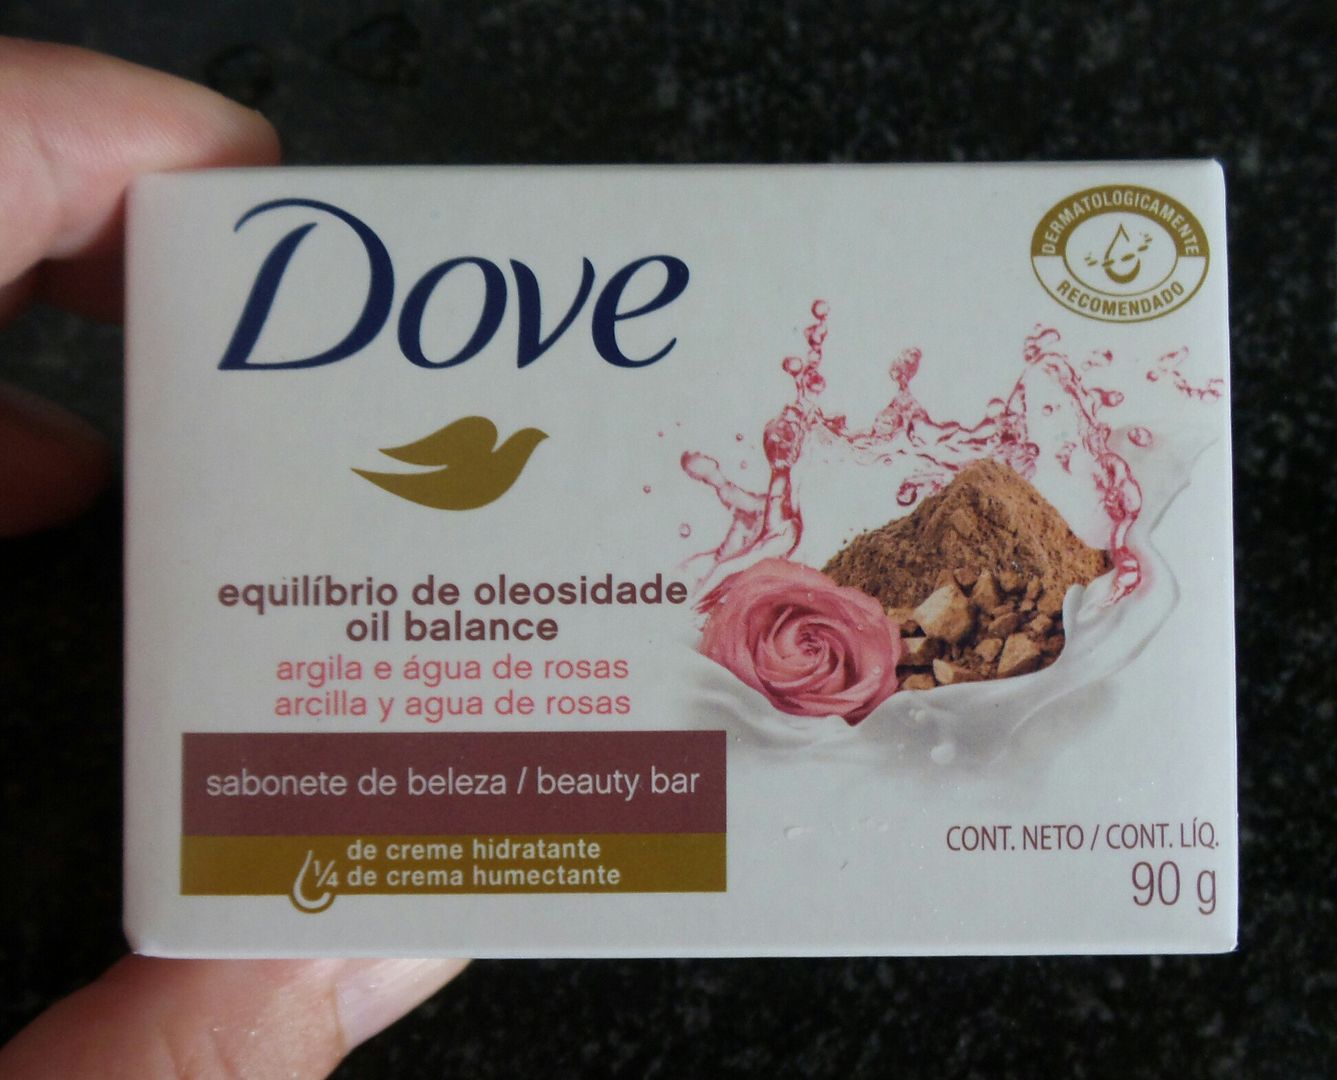 Dove
DERMATOLOGICAMENTE
RECOMENDADO
equilíbrio de oleosidade
oil balance
argila e água de rosas
arcilla y agua de rosas
sabonete de beleza / beauty bar
1/4
de creme hidratante
de crema humectante
CONT. NETO / CONT. LÍQ.
90 g